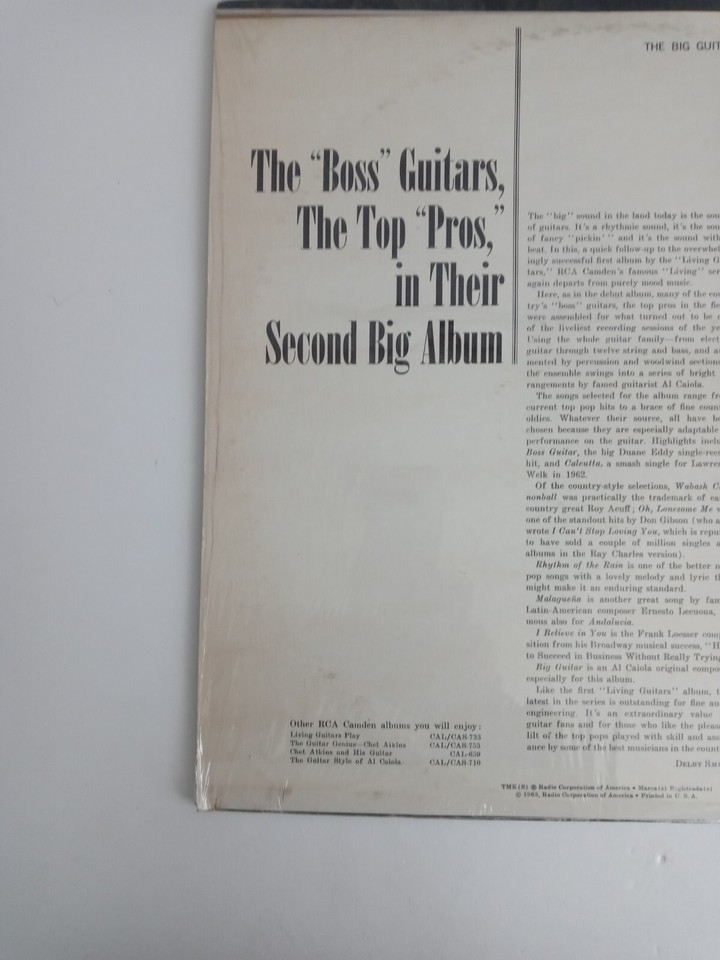 THE BIG GUIT
The "Boss" Guitars,
The Top "Pros,"
in Their
Second Big Album
The "big" sound in the land today is the sou
of guitars. It's a rhythmic sound, it's the sou
of fancy "pickin'" and it's the sound with
beat. In this, a quick follow-up to the overwhel
ingly successful first album by the "Living G
tars," RCA Camden's famous "Living" ser
again departs from purely mood music.
Here, as in the debut album, many of the cou
try's "boss" guitars, the top pros in the fie
were assembled for what turned out to be o
of the liveliest recording sessions of the ye
Using the whole guitar family—from elect
guitar through twelve string and bass, and au
mented by percussion and woodwind sections
the ensemble swings into a series of bright
rangements by famed guitarist Al Caiola.
The songs selected for the album range fr
current top pop hits to a brace of fine coun
oldies. Whatever their source, all have be
chosen because they are especially adaptable
performance on the guitar. Highlights inclu
Boss Guitar, the big Duane Eddy single-reco
hit, and Calcutta, a smash single for Lawren
Welk in 1962.
Of the country-style selections, Wabash C
nonball was practically the trademark of ea
country great Roy Acuff; Oh, Lonesome Me w
one of the standout hits by Don Gibson (who a
wrote I Can't Stop Loving You, which is repu
to have sold a couple of million singles a
albums in the Ray Charles version).
Rhythm of the Rain is one of the better n
pop songs with a lovely melody and lyric th
might make it an enduring standard.
Malagueña is another great song by fam
Latin-American composer Ernesto Lecuona,
mous also for Andalucia.
I Believe in You is the Frank Loesser comp
sition from his Broadway musical success, "H
to Succeed in Business Without Really Trying
Big Guitar is an Al Caiola original compo
especially for this album.
Like the first "Living Guitars" album, t
latest in the series is outstanding for fine au
engineering. It's an extraordinary value
guitar fans and for those who like the pleas
lilt of the top pops played with skill and ass
ance by some of the best musicians in the count
DELBY SM
Other RCA Camden albums you will enjoy:
Living Guitars Play CAL/CAS-735
The Guitar Genius—Chet Atkins CAL/CAS-753
Chet Atkins and His Guitar CAL-659
The Guitar Style of Al Caiola CAL/CAS-710
TMK(S) ® Radio Corporation of America • Marca(s) Registrada(s)
© 1963, Radio Corporation of America • Printed in U. S. A.